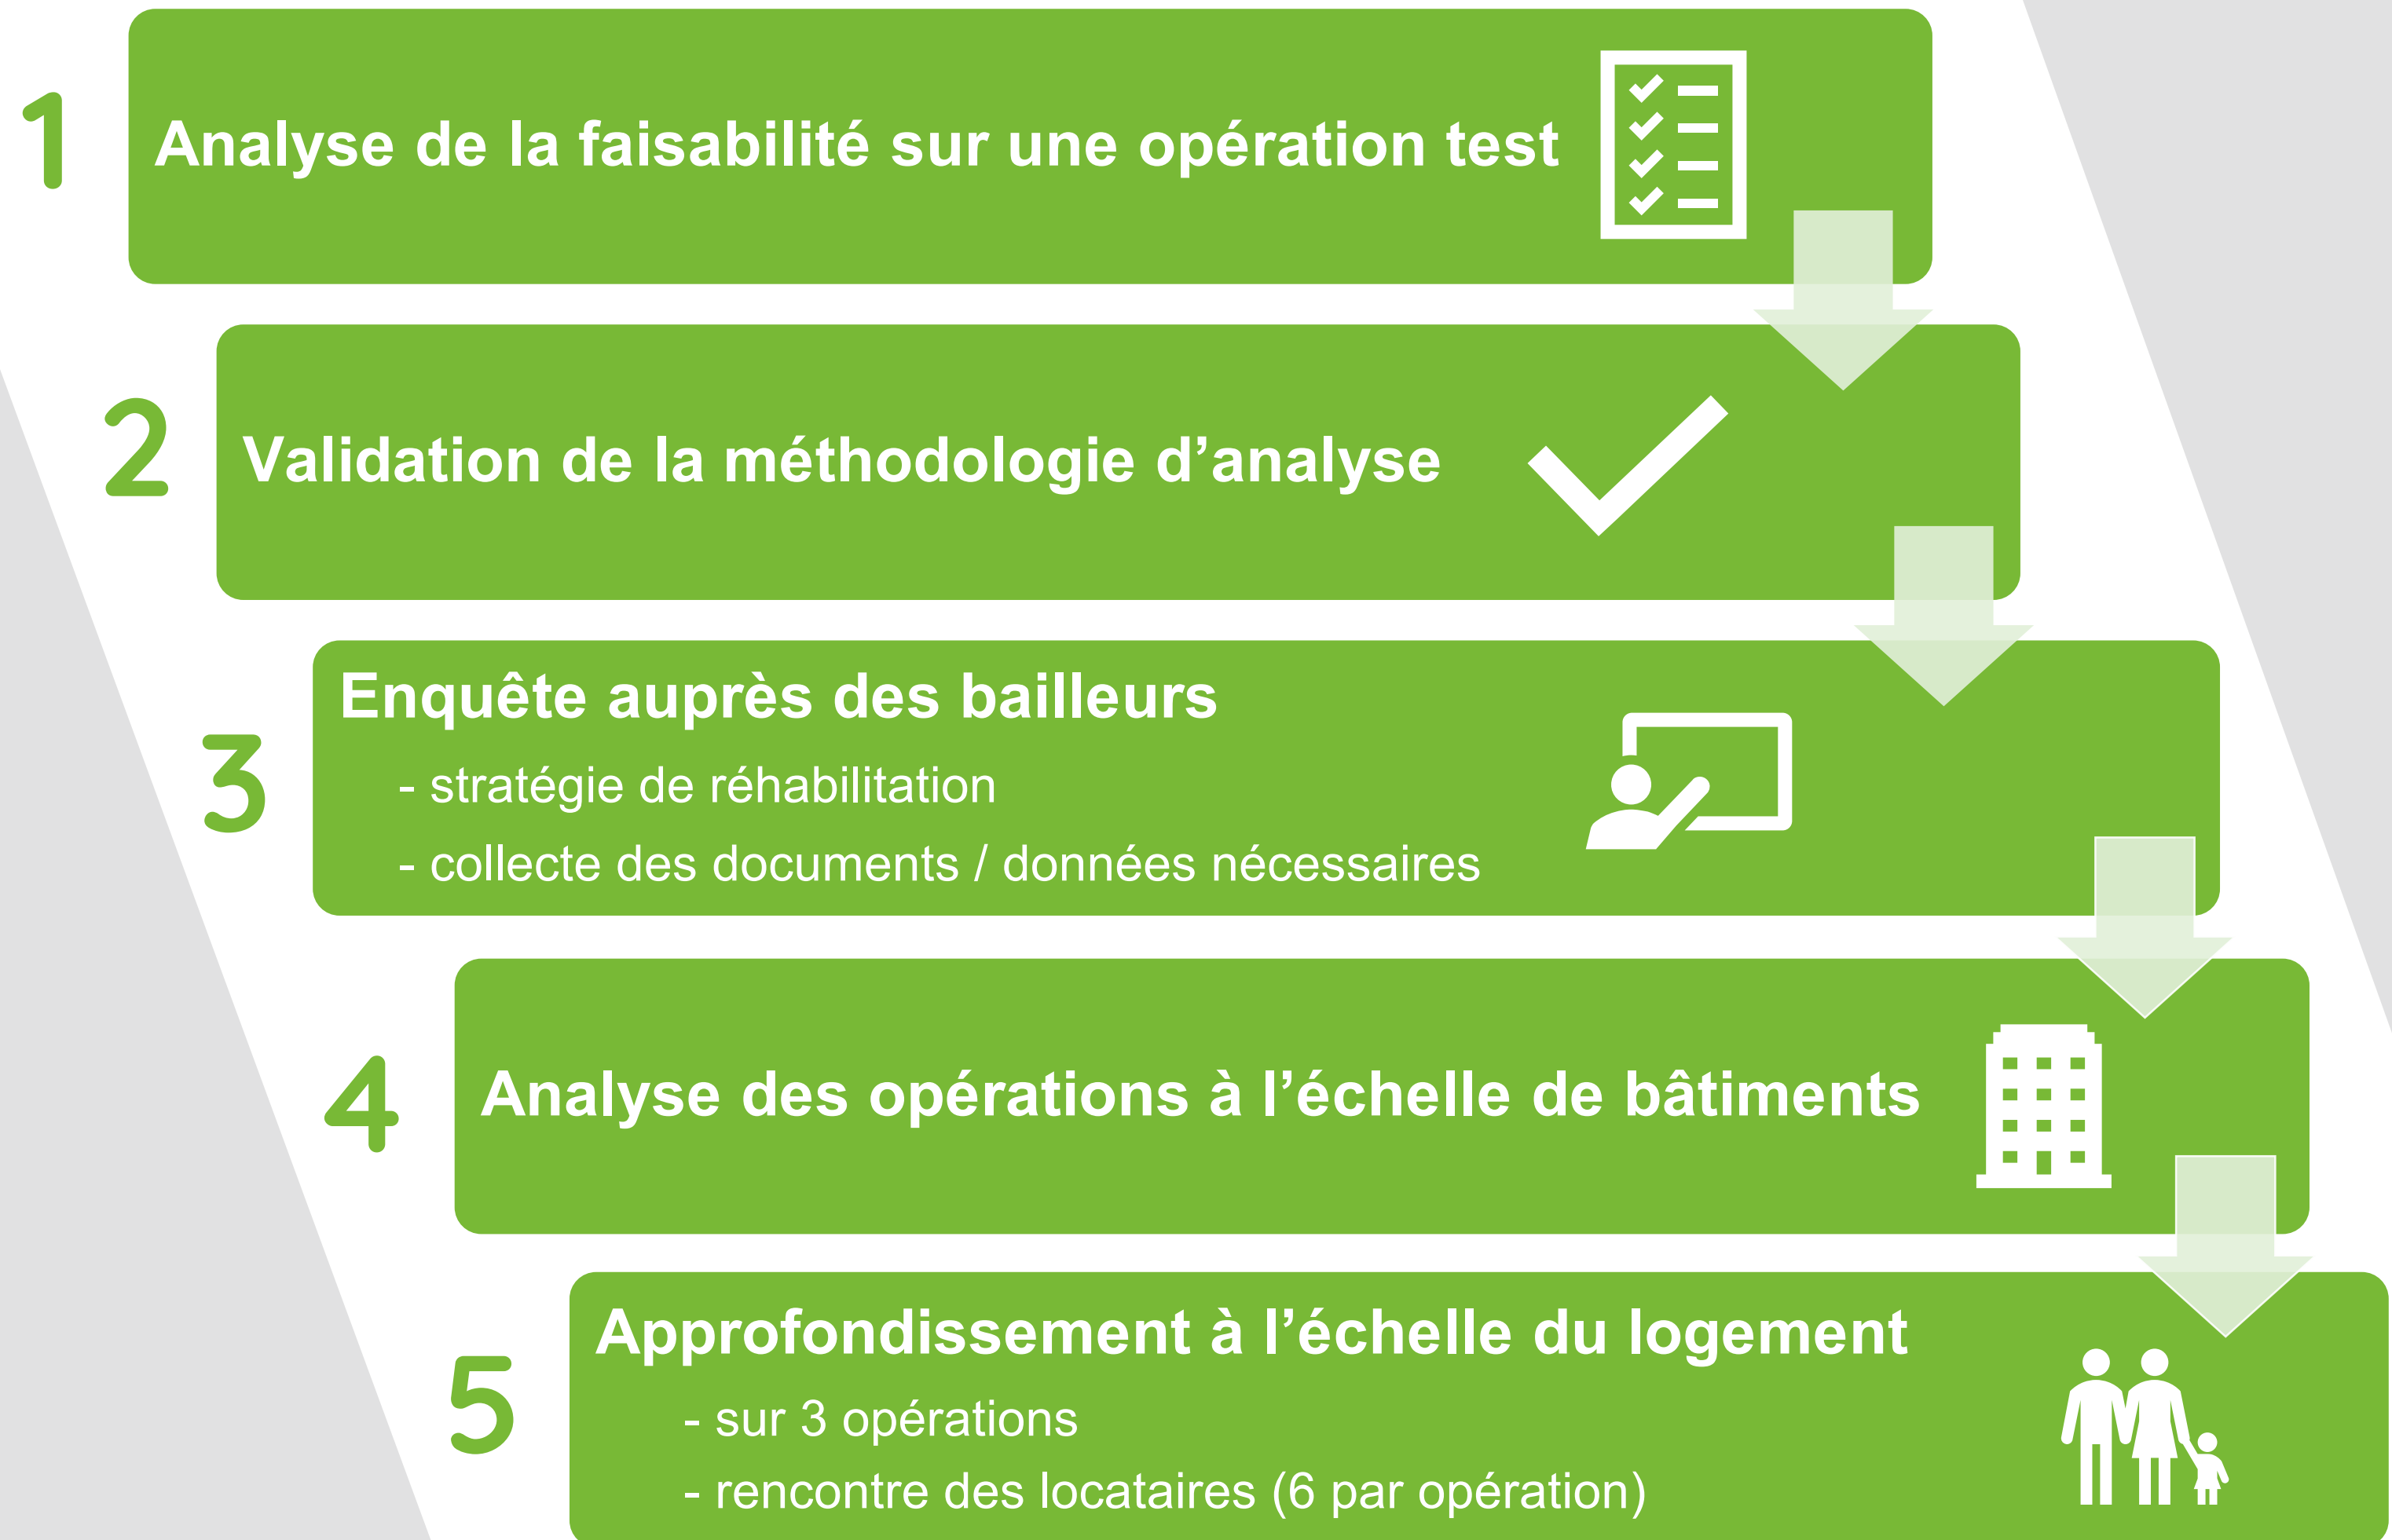 1
Analyse de la faisabilité sur une opération test
2
Validation de la méthodologie d’analyse
3
Enquête auprès des bailleurs
- stratégie de réhabilitation
- collecte des documents / données nécessaires
4
Analyse des opérations à l’échelle de bâtiments
5
Approfondissement à l’échelle du logement
- sur 3 opérations
- rencontre des locataires (6 par opération)